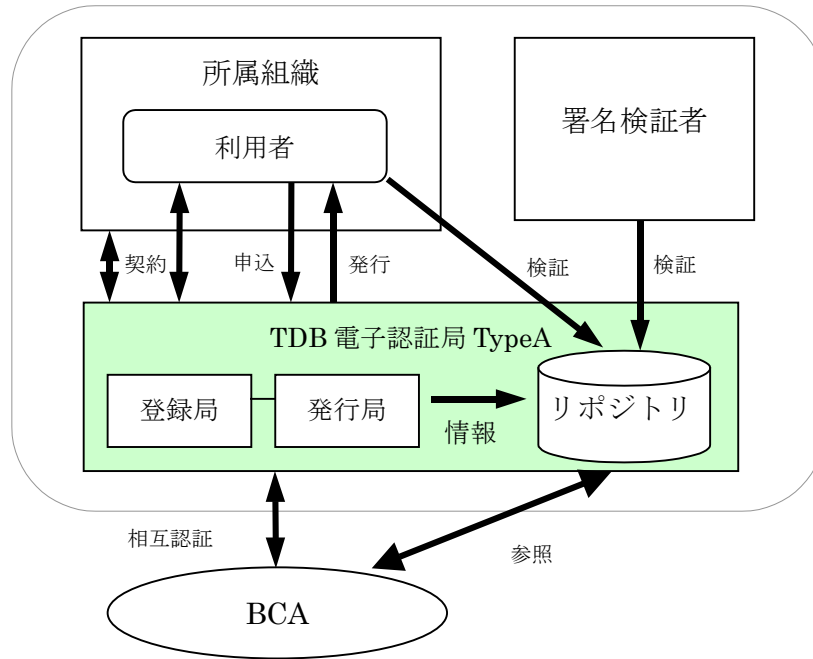 所属組織
署名検証者
利用者
契約
申込
発行
検証
検証
TDB 電子認証局 TypeA
登録局
発行局
情報
リポジトリ
相互認証
参照
BCA